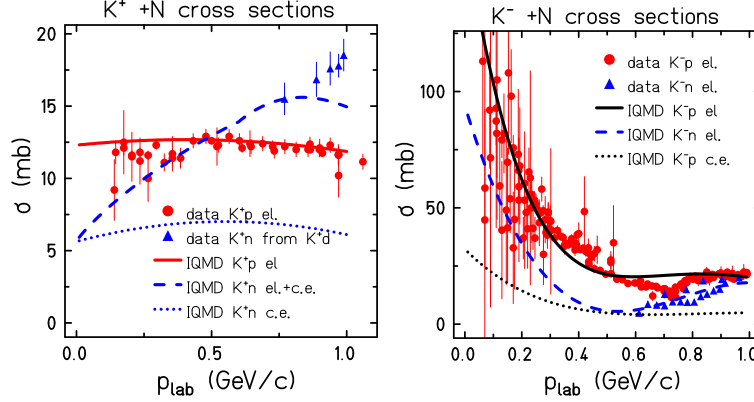 K⁺ +N cross sections
20
15
10
5
0
σ (mb)
data K⁺p el.
data K⁺n from K⁺d
IQMD K⁺p el
IQMD K⁺n el.+c.e.
IQMD K⁺n c.e.
0.0
0.5
1.0
p_lab (GeV/c)
K⁻ +N cross sections
100
50
0
σ (mb)
data K⁻p el.
data K⁻n el.
IQMD K⁻p el
IQMD K⁻n el.
IQMD K⁻p c.e.
0.0
0.2
0.4
0.6
0.8
1.0
p_lab (GeV/c)